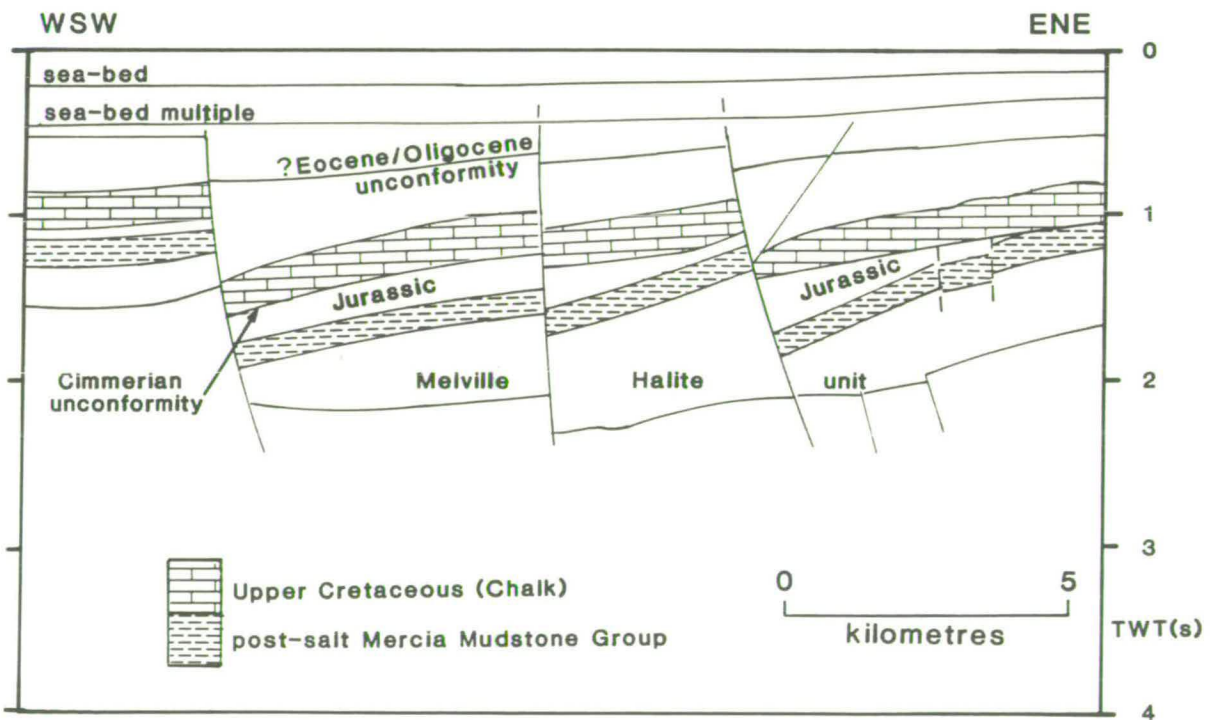 WSW
ENE
0
sea-bed
sea-bed multiple
?Eocene/Oligocene
unconformity
1
Jurassic
Jurassic
Cimmerian
unconformity
Melville
Halite
unit
2
3
Upper Cretaceous (Chalk)
post-salt Mercia Mudstone Group
0
5
kilometres
TWT(s)
4